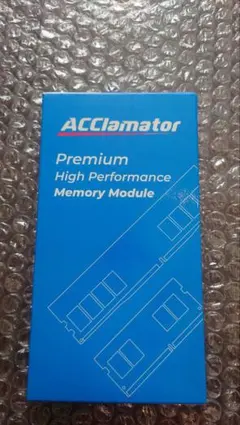 ACClamator
Premium
High Performance
Memory Module